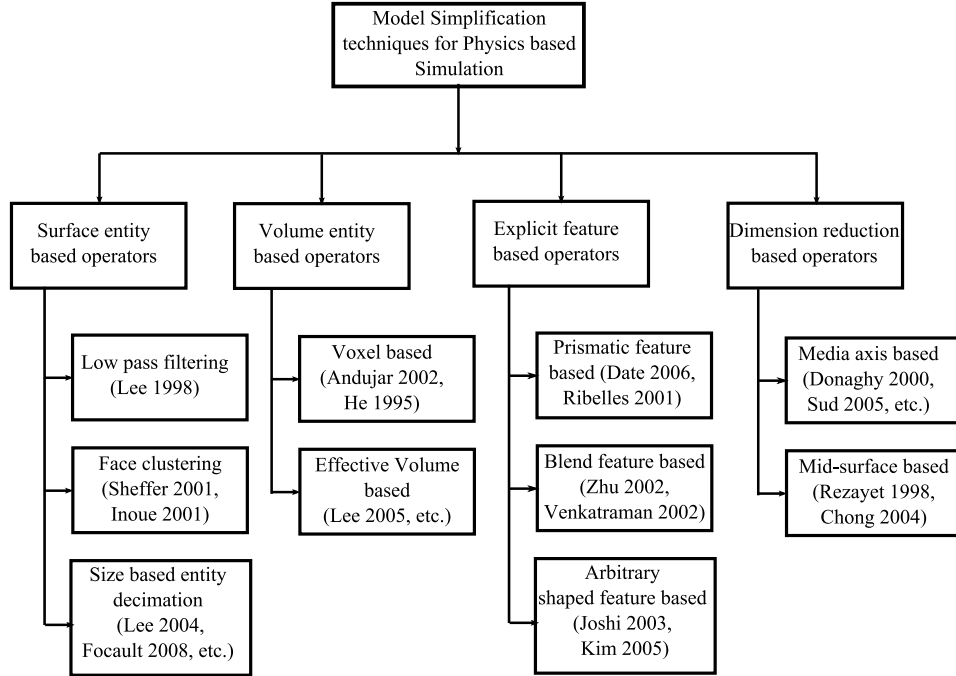 Model Simplification
techniques for Physics based
Simulation
Surface entity
based operators
Volume entity
based operators
Explicit feature
based operators
Dimension reduction
based operators
Low pass filtering
(Lee 1998)
Face clustering
(Sheffer 2001,
Inoue 2001)
Size based entity
decimation
(Lee 2004,
Focault 2008, etc.)
Voxel based
(Andujar 2002,
He 1995)
Effective Volume
based
(Lee 2005, etc.)
Prismatic feature
based (Date 2006,
Ribelles 2001)
Blend feature based
(Zhu 2002,
Venkatraman 2002)
Arbitrary
shaped feature based
(Joshi 2003,
Kim 2005)
Media axis based
(Donaghy 2000,
Sud 2005, etc.)
Mid-surface based
(Rezayet 1998,
Chong 2004)